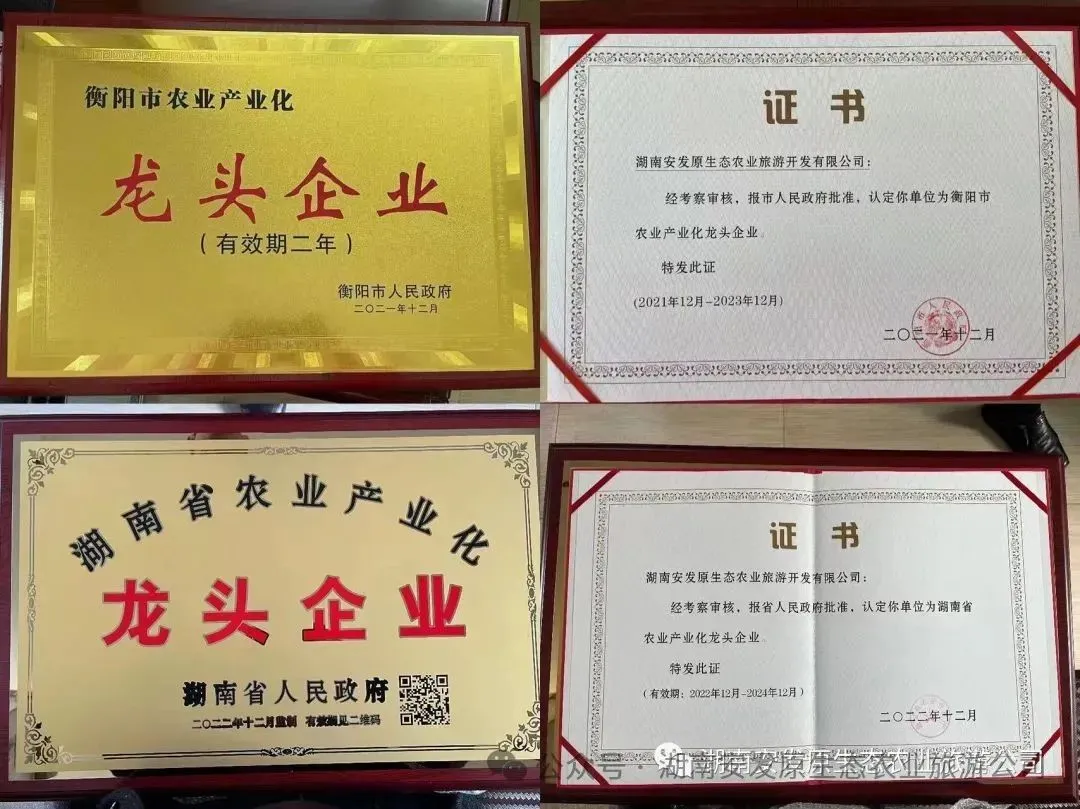 衡阳市农业产业化
龙头企业
(有效期二年)
衡阳市人民政府
二〇二一年十二月
证书
湖南安发原生态农业旅游开发有限公司:
经考察审核，报市人民政府批准，认定你单位为衡阳市
农业产业化龙头企业。
特发此证
(2021年12月-2023年12月)
二〇二一年十二月
湖南省农业产业化
龙头企业
湖南省人民政府
二〇二二年十二月监制 有效期见二维码
证书
湖南安发原生态农业旅游开发有限公司:
经考察审核，报省人民政府批准，认定你单位为湖南省
农业产业化龙头企业。
特发此证
(有效期：2022年12月-2024年12月)
二〇二二年十二月
公众号·湖南安发原生态农业旅游公司